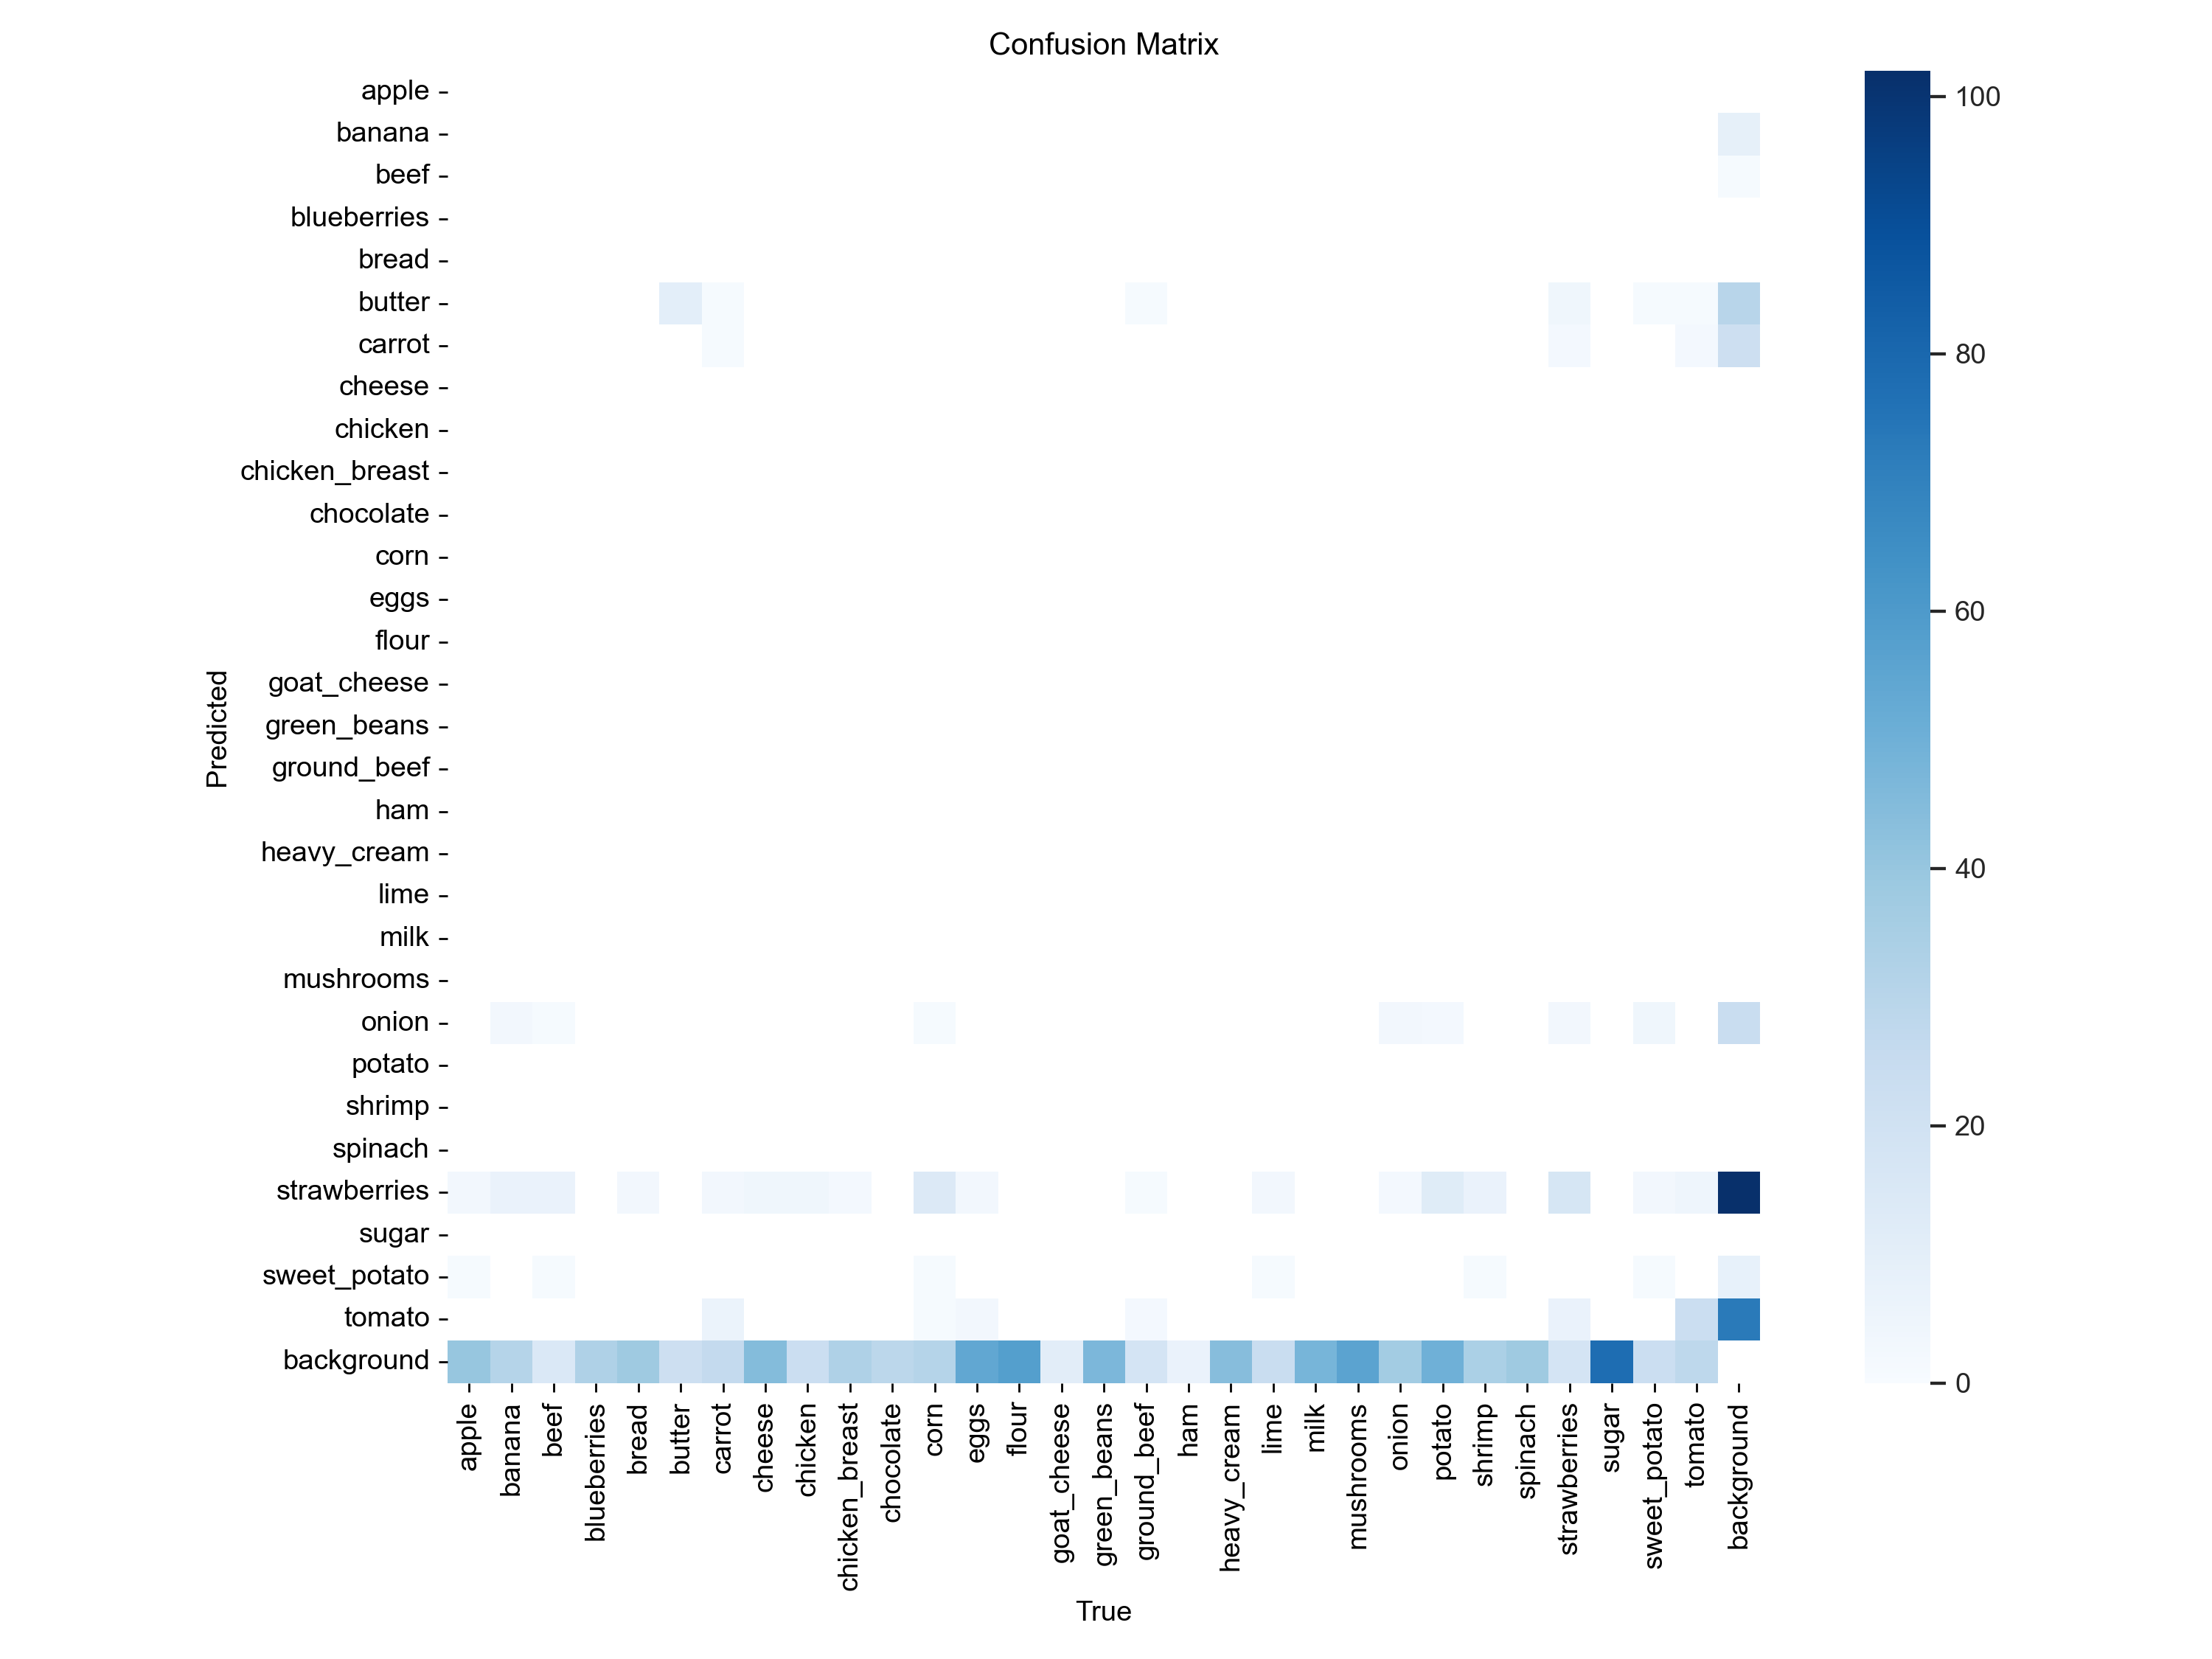 Confusion Matrix
apple
banana
beef
blueberries
bread
butter
carrot
cheese
chicken
chicken_breast
chocolate
corn
eggs
flour
goat_cheese
green_beans
ground_beef
ham
heavy_cream
lime
milk
mushrooms
onion
potato
shrimp
spinach
strawberries
sugar
sweet_potato
tomato
background
Predicted
apple
banana
beef
blueberries
bread
butter
carrot
cheese
chicken
chicken_breast
chocolate
corn
eggs
flour
goat_cheese
green_beans
ground_beef
ham
heavy_cream
lime
milk
mushrooms
onion
potato
shrimp
spinach
strawberries
sugar
sweet_potato
tomato
background
True
100
80
60
40
20
0